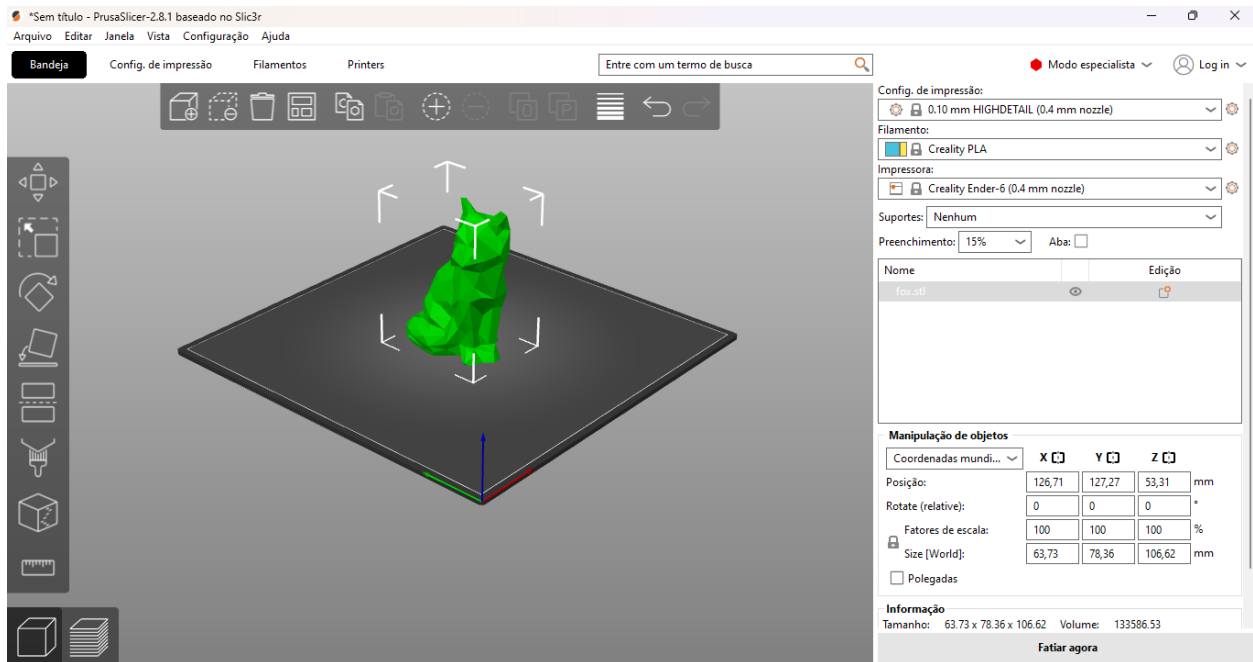 *Sem título - PrusaSlicer-2.8.1 baseado no Slic3r
Arquivo Editar Janela Vista Configuração Ajuda
Bandeja Config. de impressão Filamentos Printers Entre com um termo de busca Modo especialista Log in
Config. de impressão:
0.10 mm HIGHDETAIL (0.4 mm nozzle)
Filamento:
Creality PLA
Impressora:
Creality Ender-6 (0.4 mm nozzle)
Suportes: Nenhum
Preenchimento: 15% Aba:
Nome Edição
fox.stl
Manipulação de objetos
Coordenadas mundi... X Y Z
Posição: 126,71 127,27 53,31 mm
Rotate (relative): 0 0 0 °
Fatores de escala: 100 100 100 %
Size [World]: 63,73 78,36 106,62 mm
Polegadas
Informação
Tamanho: 63.73 x 78.36 x 106.62 Volume: 133586.53
Fatiar agora